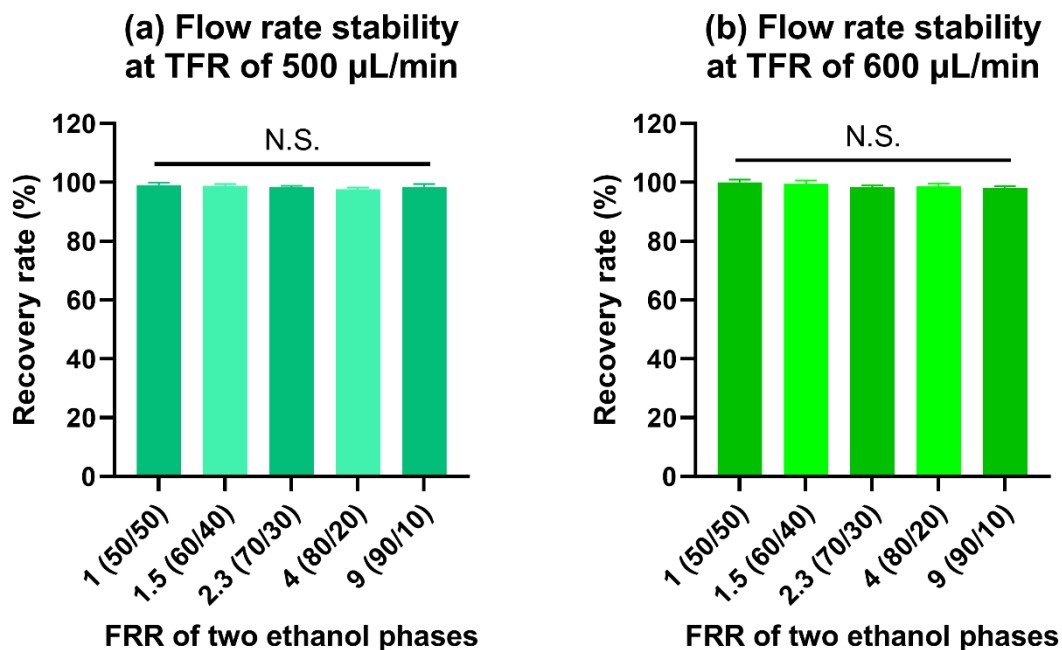 (a) Flow rate stability
at TFR of 500 µL/min
N.S.
Recovery rate (%)
120
100
80
60
40
20
0
1 (50/50)
1.5 (60/40)
2.3 (70/30)
4 (80/20)
9 (90/10)
FRR of two ethanol phases
(b) Flow rate stability
at TFR of 600 µL/min
N.S.
Recovery rate (%)
120
100
80
60
40
20
0
1 (50/50)
1.5 (60/40)
2.3 (70/30)
4 (80/20)
9 (90/10)
FRR of two ethanol phases